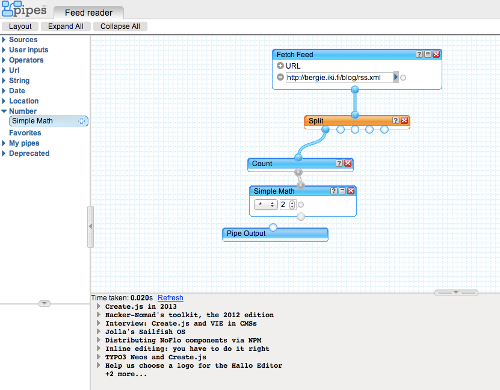 pipes
Feed reader
Layout
Expand All
Collapse All
Sources
User inputs
Operators
Url
String
Date
Location
Number
Simple Math
Favorites
My pipes
Deprecated
Fetch Feed
URL
http://bergie.iki.fi/blog/rss.xml
Split
Count
Simple Math
* 2
Pipe Output
Time taken: 0.020s Refresh
Create.js in 2013
Hacker-Nomad's toolkit, the 2012 edition
Interview: Create.js and VIE in CMSs
Jolla's Sailfish OS
Distributing NoFlo components via NPM
Inline editing: you have to do it right
TYPO3 Neos and Create.js
Help us choose a logo for the Hallo Editor
+2 more...